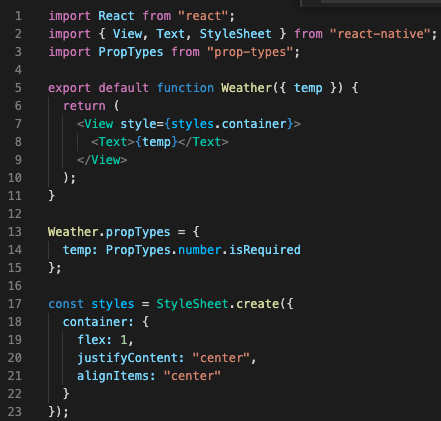 1 import React from "react";
2 import { View, Text, StyleSheet } from "react-native";
3 import PropTypes from "prop-types";
4
5 export default function Weather({ temp }) {
6   return (
7     <View style={styles.container}>
8       <Text>{temp}</Text>
9     </View>
10   );
11 }
12
13 Weather.propTypes = {
14   temp: PropTypes.number.isRequired
15 };
16
17 const styles = StyleSheet.create({
18   container: {
19     flex: 1,
20     justifyContent: "center",
21     alignItems: "center"
22   }
23 });